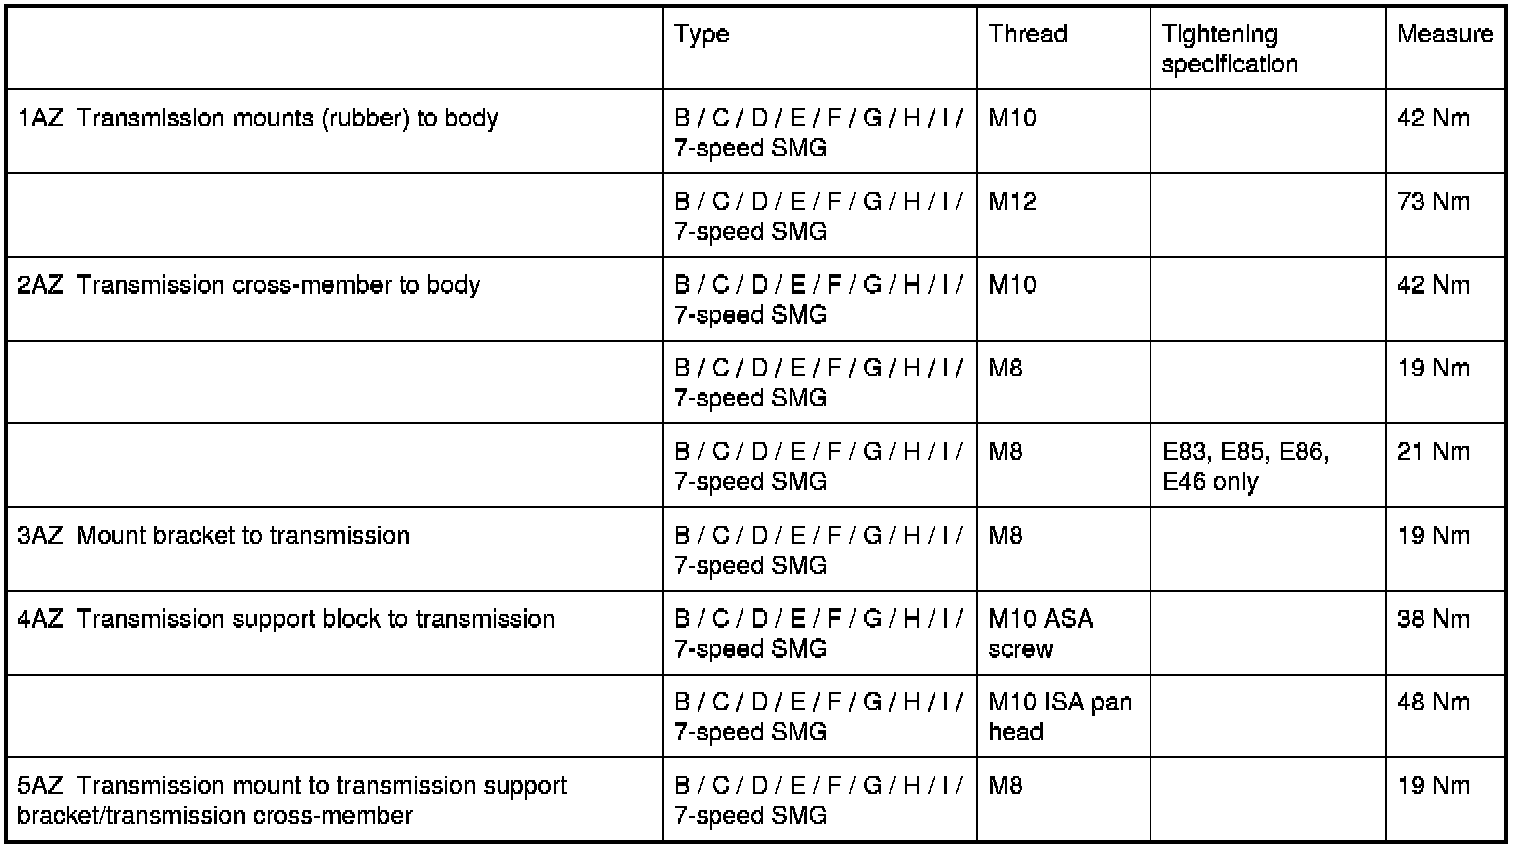 Type Thread Tightening specification Measure
1AZ Transmission mounts (rubber) to body B / C / D / E / F / G / H / I / M10 42 Nm
7-speed SMG
B / C / D / E / F / G / H / I / M12 73 Nm
7-speed SMG
2AZ Transmission cross-member to body B / C / D / E / F / G / H / I / M10 42 Nm
7-speed SMG
B / C / D / E / F / G / H / I / M8 19 Nm
7-speed SMG
B / C / D / E / F / G / H / I / M8 E83, E85, E86, 21 Nm
7-speed SMG E46 only
3AZ Mount bracket to transmission B / C / D / E / F / G / H / I / M8 19 Nm
7-speed SMG
4AZ Transmission support block to transmission B / C / D / E / F / G / H / I / M10 ASA 38 Nm
7-speed SMG screw
B / C / D / E / F / G / H / I / M10 ISA pan 48 Nm
7-speed SMG head
5AZ Transmission mount to transmission support B / C / D / E / F / G / H / I / M8 19 Nm
bracket/transmission cross-member 7-speed SMG